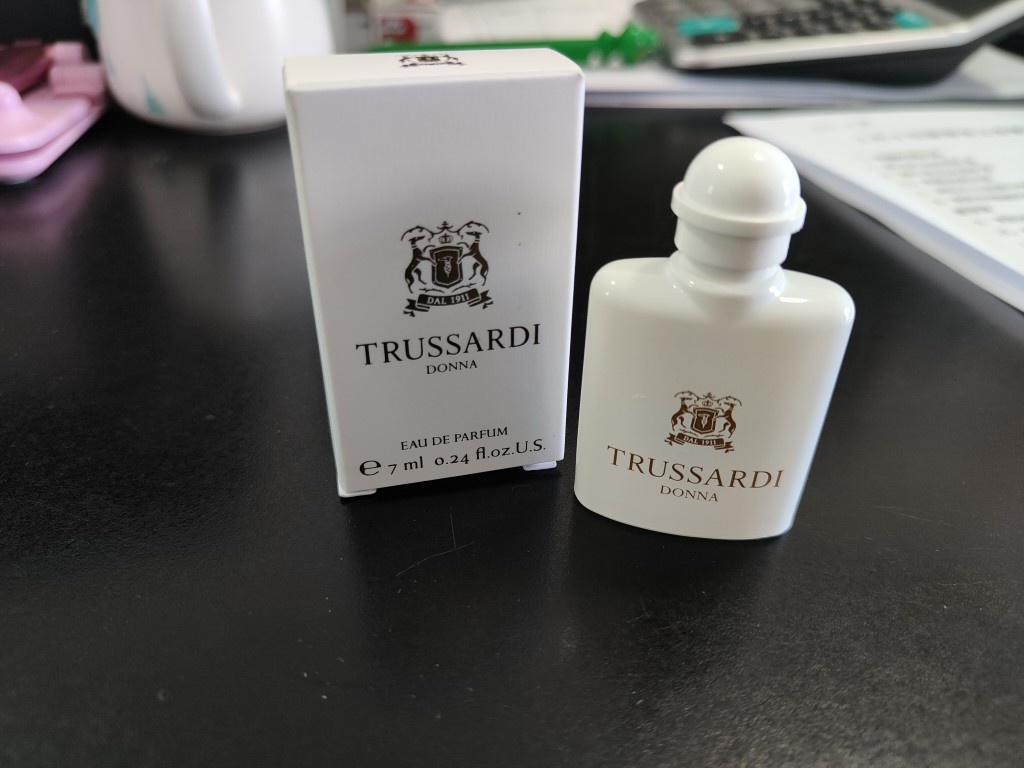 DAL 1911
TRUSSARDI
DONNA
EAU DE PARFUM
e 7 ml 0.24 fl.oz.U.S.
DAL 1911
TRUSSARDI
DONNA